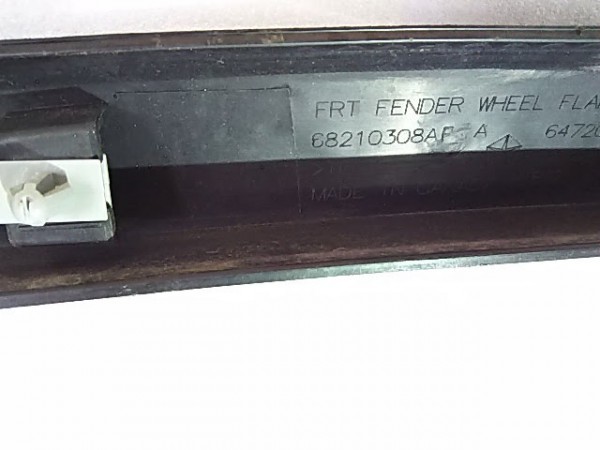 FRT FENDER WHEEL FLA
68210308AF A 6472
MADE IN